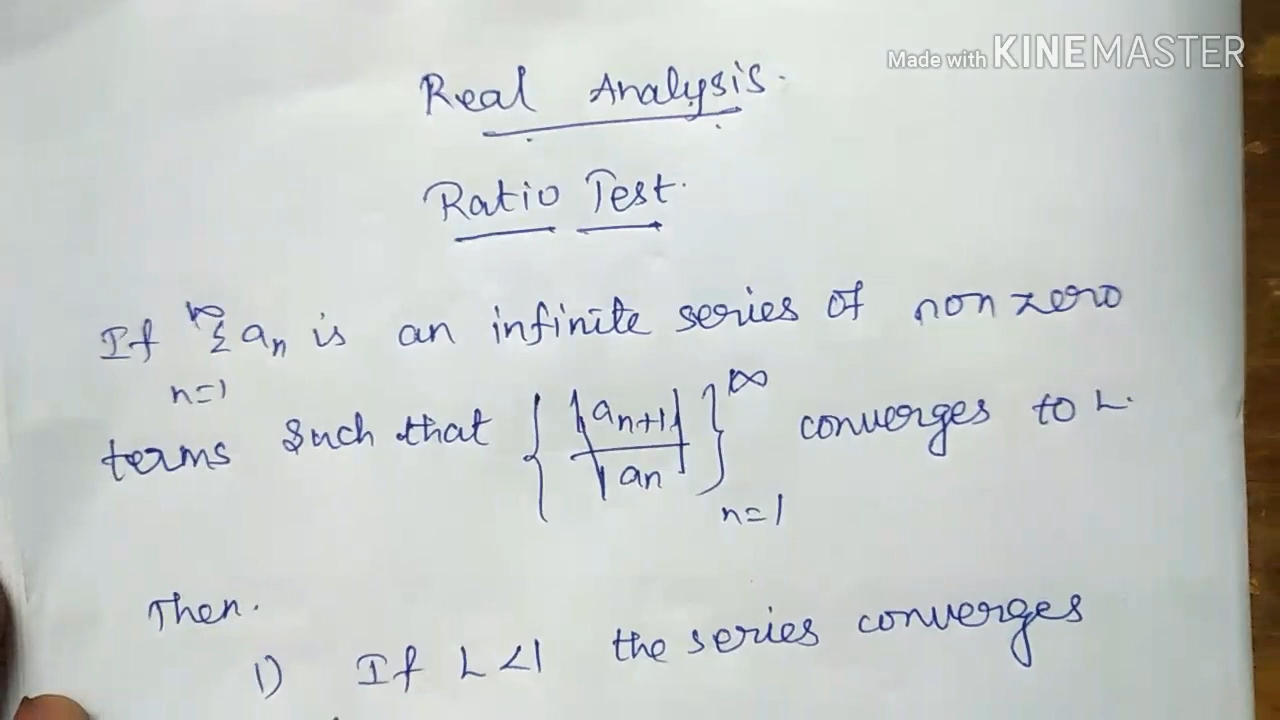 Made with KINEMASTER
Real Analysis.
Ratio Test.
If ∞Σn=1 an is an infinite series of non zero
terms such that { |an+1| / |an| }∞n=1 converges to L.
Then.
1) If L<1 the series converges